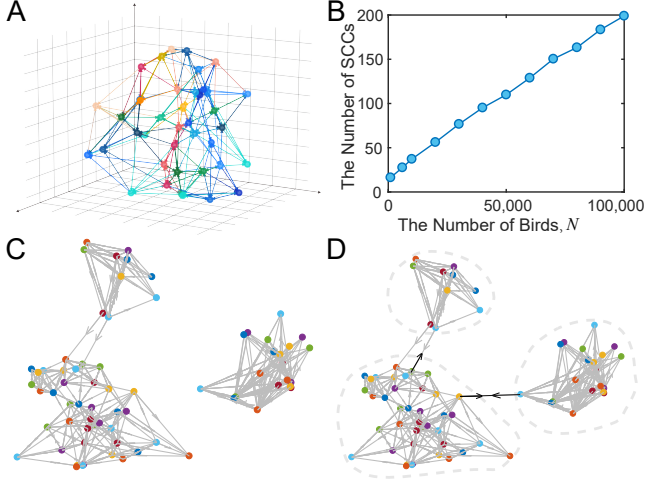 A
B
The Number of SCCs
200
150
100
50
0
0
50,000
100,000
The Number of Birds, N
C
D